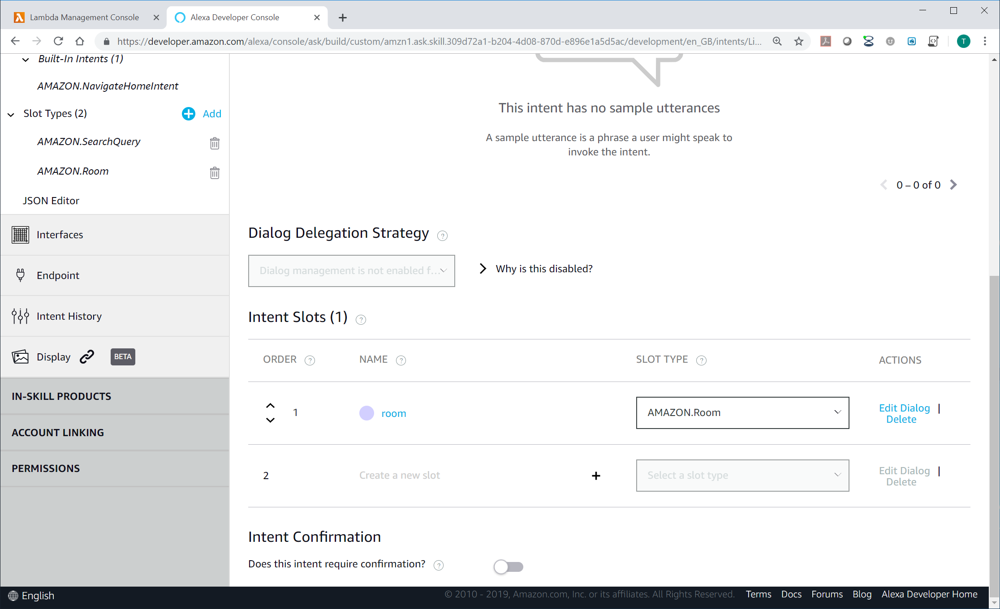 Lambda Management Console
Alexa Developer Console
https://developer.amazon.com/alexa/console/ask/build/custom/amzn1.ask.skill.309d72a1-b204-4d08-870d-e896e1a5d5ac/development/en_GB/intents/Li...
T
Built-In Intents (1)
AMAZON.NavigateHomeIntent
Slot Types (2)
Add
AMAZON.SearchQuery
AMAZON.Room
JSON Editor
Interfaces
Endpoint
Intent History
Display
BETA
IN-SKILL PRODUCTS
ACCOUNT LINKING
PERMISSIONS
This intent has no sample utterances
A sample utterance is a phrase a user might speak to
invoke the intent.
0 – 0 of 0
Dialog Delegation Strategy ?
Dialog management is not enabled f...
Why is this disabled?
Intent Slots (1) ?
ORDER ? NAME ? SLOT TYPE ? ACTIONS
1 room AMAZON.Room Edit Dialog |
Delete
2 Create a new slot + Select a slot type Edit Dialog |
Delete
Intent Confirmation
Does this intent require confirmation? ?
English
© 2010 - 2019, Amazon.com, Inc. or its affiliates. All Rights Reserved. Terms Docs Forums Blog Alexa Developer Home